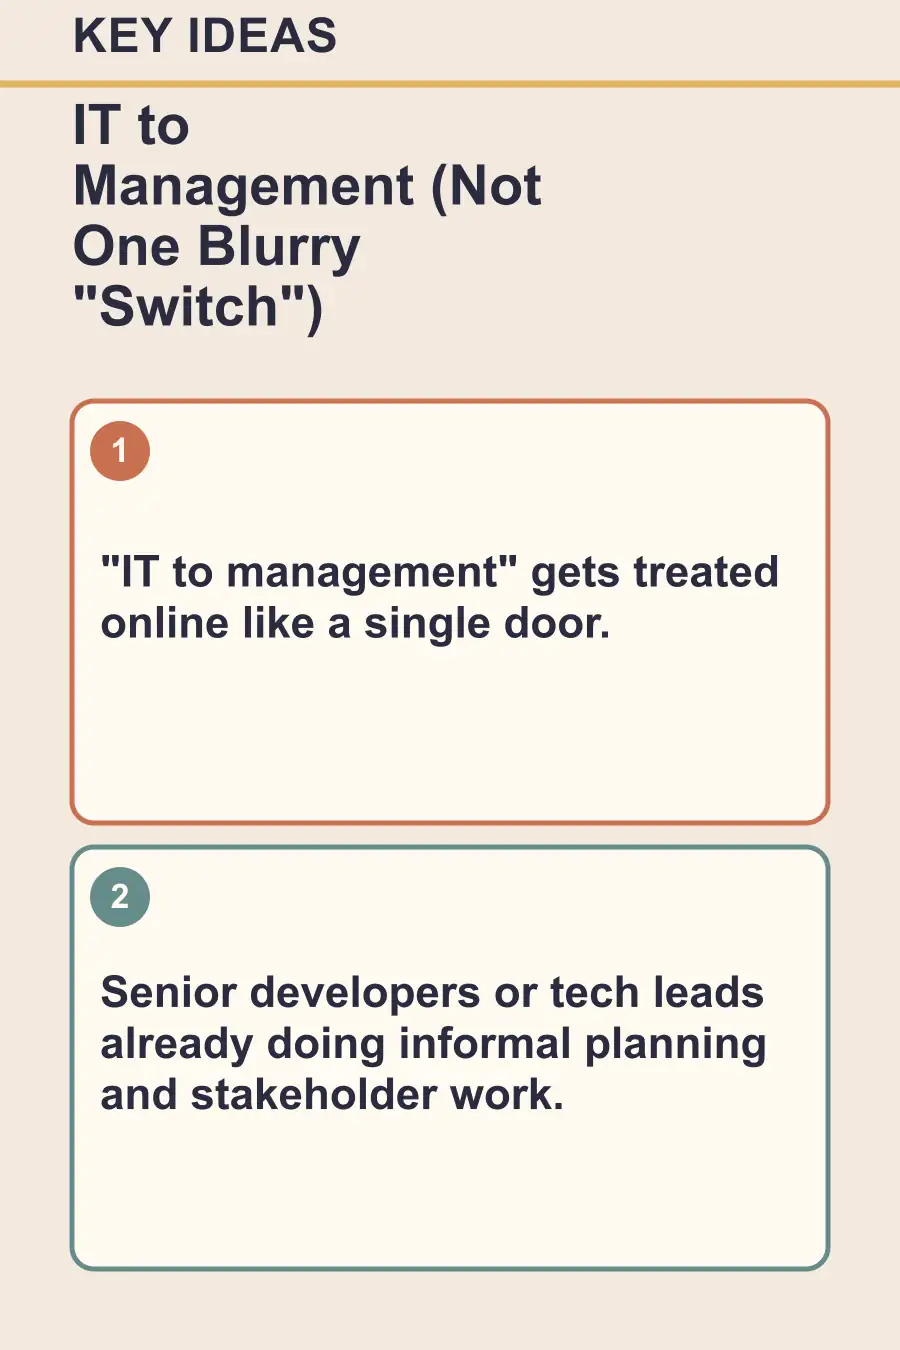 KEY IDEAS
IT to
Management (Not
One Blurry
"Switch")
1
"IT to management" gets treated
online like a single door.
2
Senior developers or tech leads
already doing informal planning
and stakeholder work.